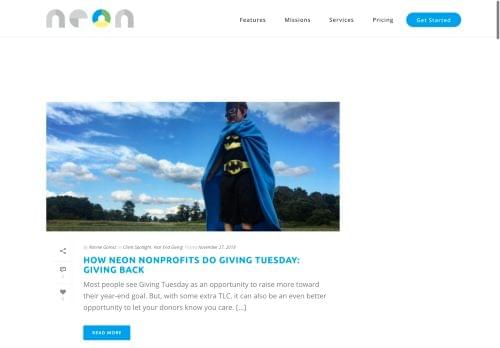 neon
Features Missions Services Pricing Get Started
in Client Spotlight, Year End Giving Posted November 27, 2018
HOW NEON NONPROFITS DO GIVING TUESDAY:
GIVING BACK
Most people see Giving Tuesday as an opportunity to raise more toward
their year-end goal. But, with some extra TLC, it can also be an even better
opportunity to let your donors know you care. [...]
READ MORE